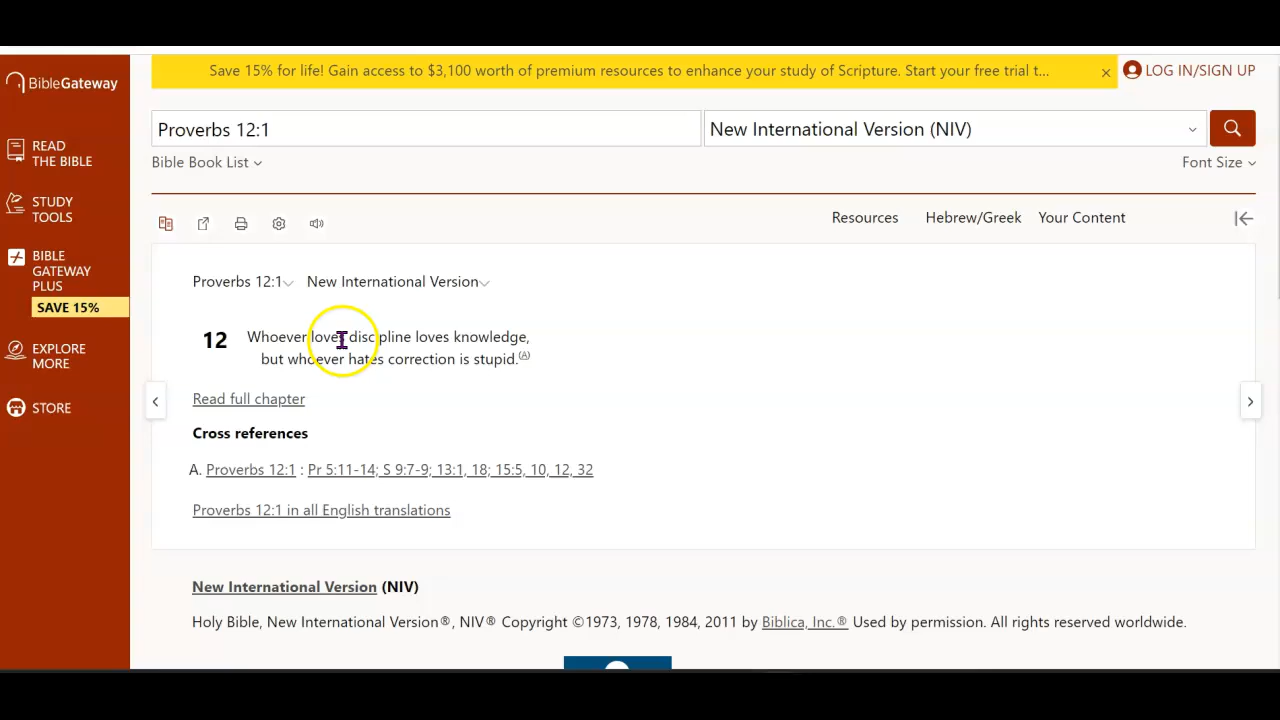 Save 15% for life! Gain access to $3,100 worth of premium resources to enhance your study of Scripture. Start your free trial t... ×
LOG IN/SIGN UP
BibleGateway
Proverbs 12:1
New International Version (NIV)
Bible Book List
Font Size
READ
THE BIBLE
STUDY
TOOLS
BIBLE
GATEWAY
PLUS
SAVE 15%
EXPLORE
MORE
STORE
Resources Hebrew/Greek Your Content
Proverbs 12:1 New International Version
12 Whoever loves discipline loves knowledge,
but whoever hates correction is stupid.(A)
Read full chapter
Cross references
A. Proverbs 12:1 : Pr 5:11-14; S 9:7-9; 13:1, 18; 15:5, 10, 12, 32
Proverbs 12:1 in all English translations
New International Version (NIV)
Holy Bible, New International Version®, NIV® Copyright ©1973, 1978, 1984, 2011 by Biblica, Inc.® Used by permission. All rights reserved worldwide.